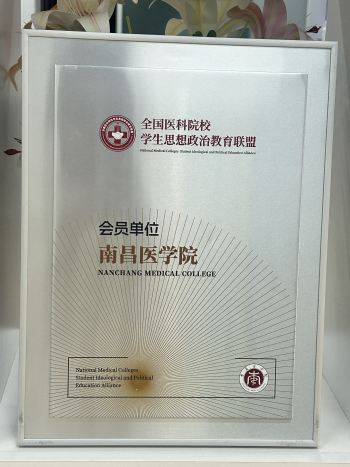 全国医科院校
学生思想政治教育联盟
National Medical Colleges Student Ideological and Political Education Alliance
会员单位
南昌医学院
NANCHANG MEDICAL COLLEGE
National Medical Colleges
Student Ideological and Political
Education Alliance